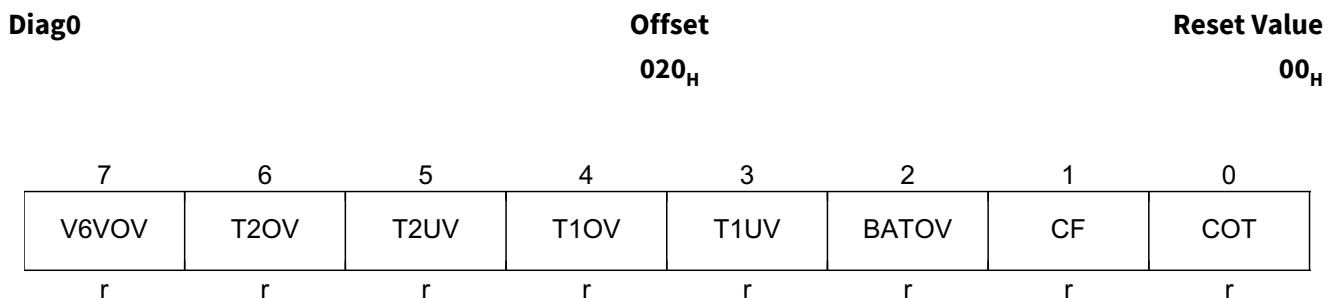 Diag0 Offset Reset Value
020H 00H
7 6 5 4 3 2 1 0
V6VOV T2OV T2UV T1OV T1UV BATOV CF COT
r r r r r r r r